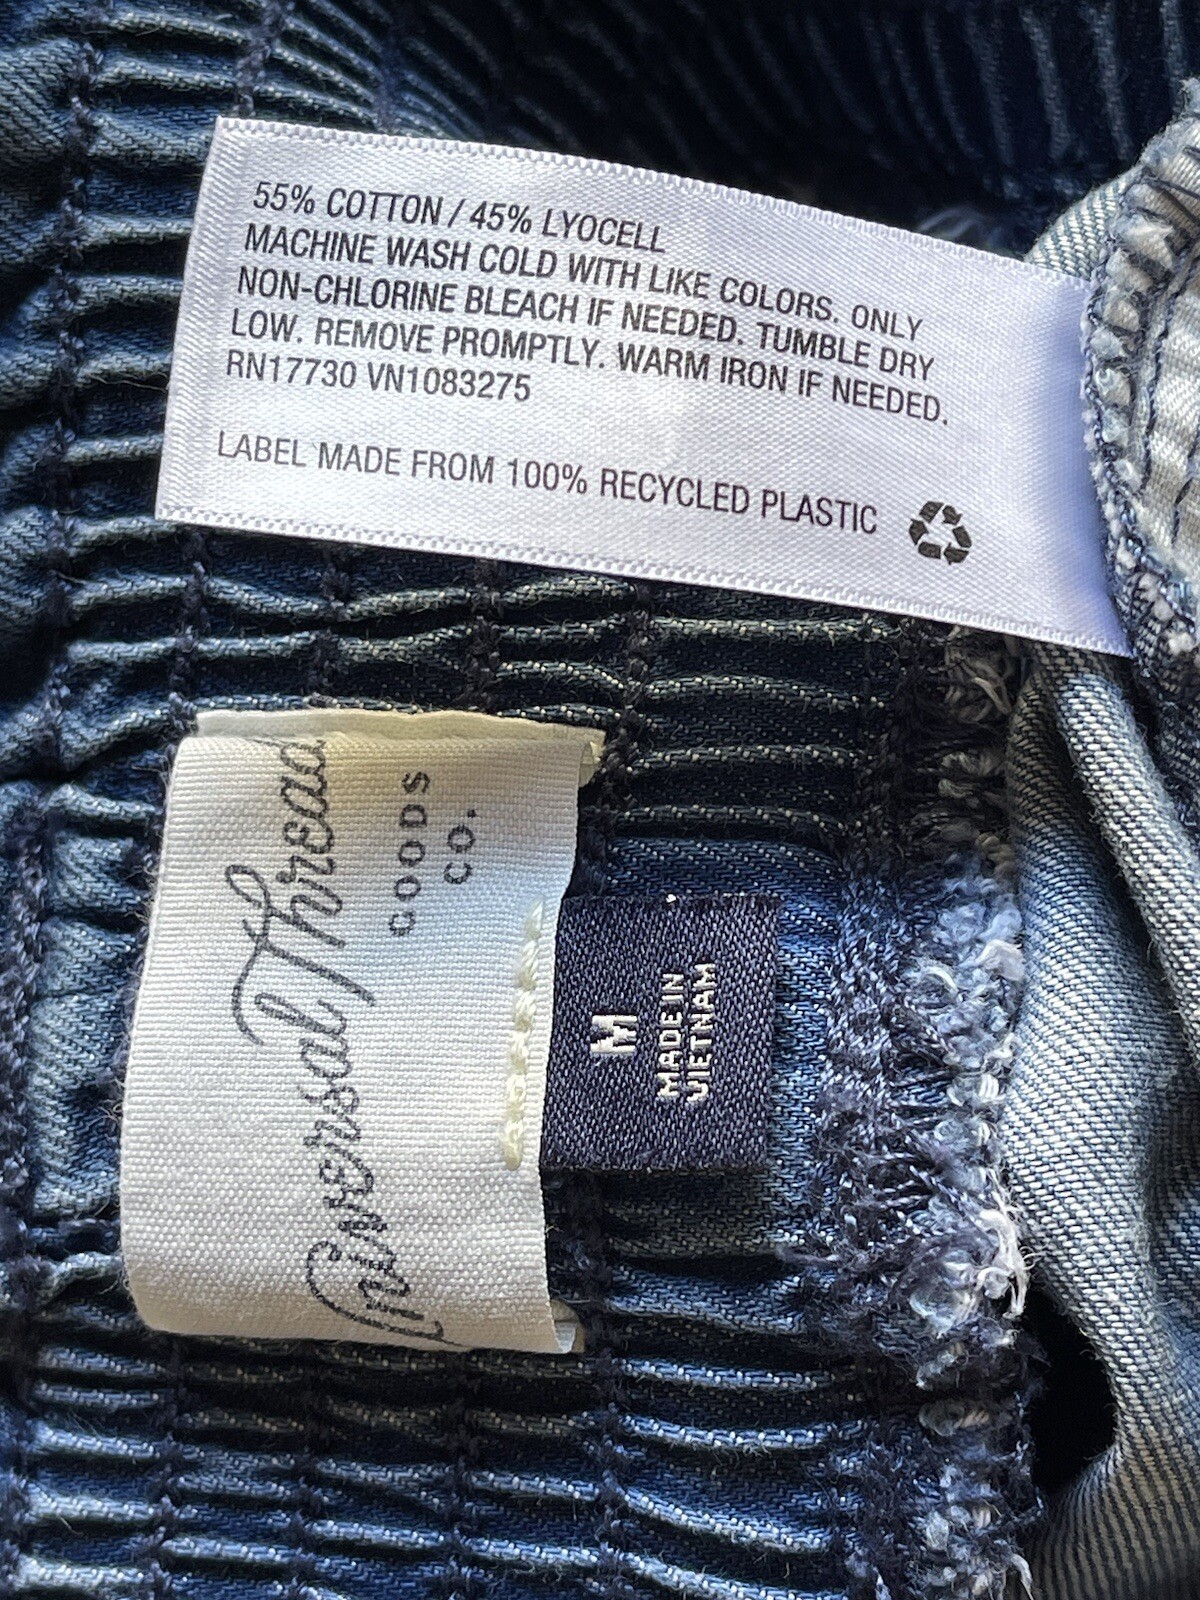 55% COTTON / 45% LYOCELL
MACHINE WASH COLD WITH LIKE COLORS. ONLY
NON-CHLORINE BLEACH IF NEEDED. TUMBLE DRY
LOW. REMOVE PROMPTLY. WARM IRON IF NEEDED.
RN17730 VN1083275
LABEL MADE FROM 100% RECYCLED PLASTIC
Universal Thread
GOODS
CO.
M
MADE IN
VIETNAM